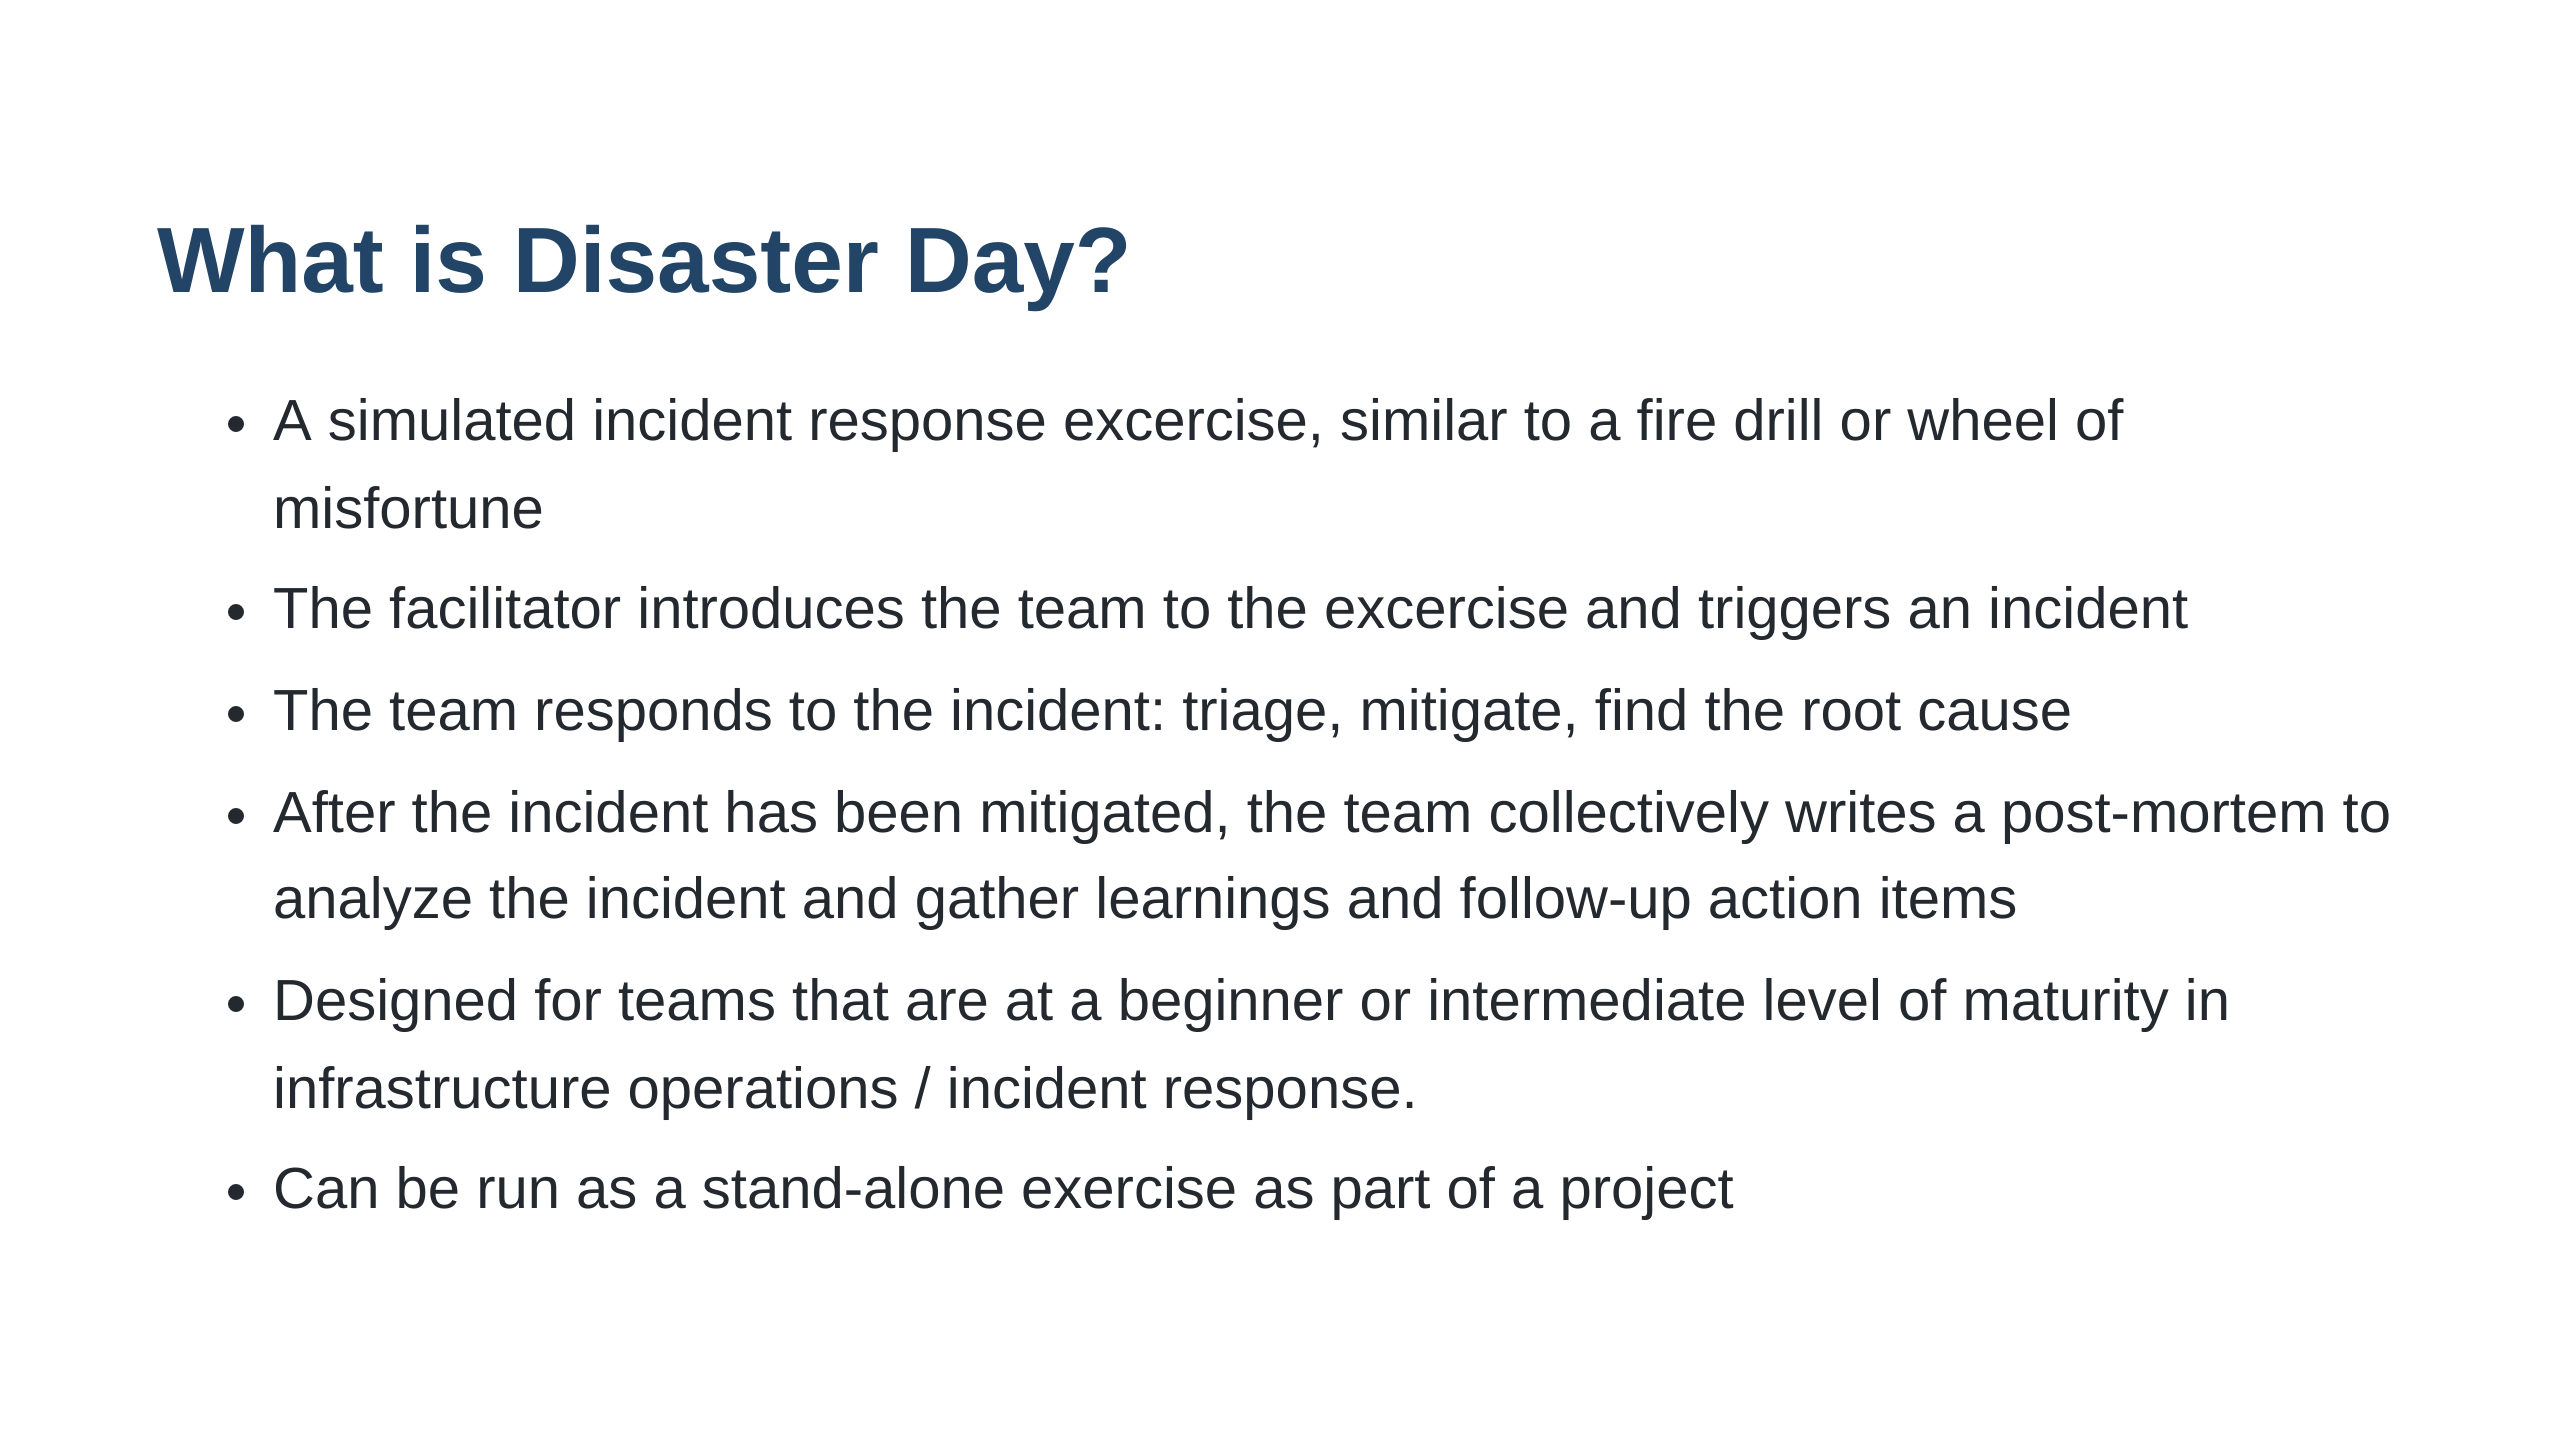 What is Disaster Day?
• A simulated incident response excercise, similar to a fire drill or wheel of
misfortune
• The facilitator introduces the team to the excercise and triggers an incident
• The team responds to the incident: triage, mitigate, find the root cause
• After the incident has been mitigated, the team collectively writes a post-mortem to
analyze the incident and gather learnings and follow-up action items
• Designed for teams that are at a beginner or intermediate level of maturity in
infrastructure operations / incident response.
• Can be run as a stand-alone exercise as part of a project